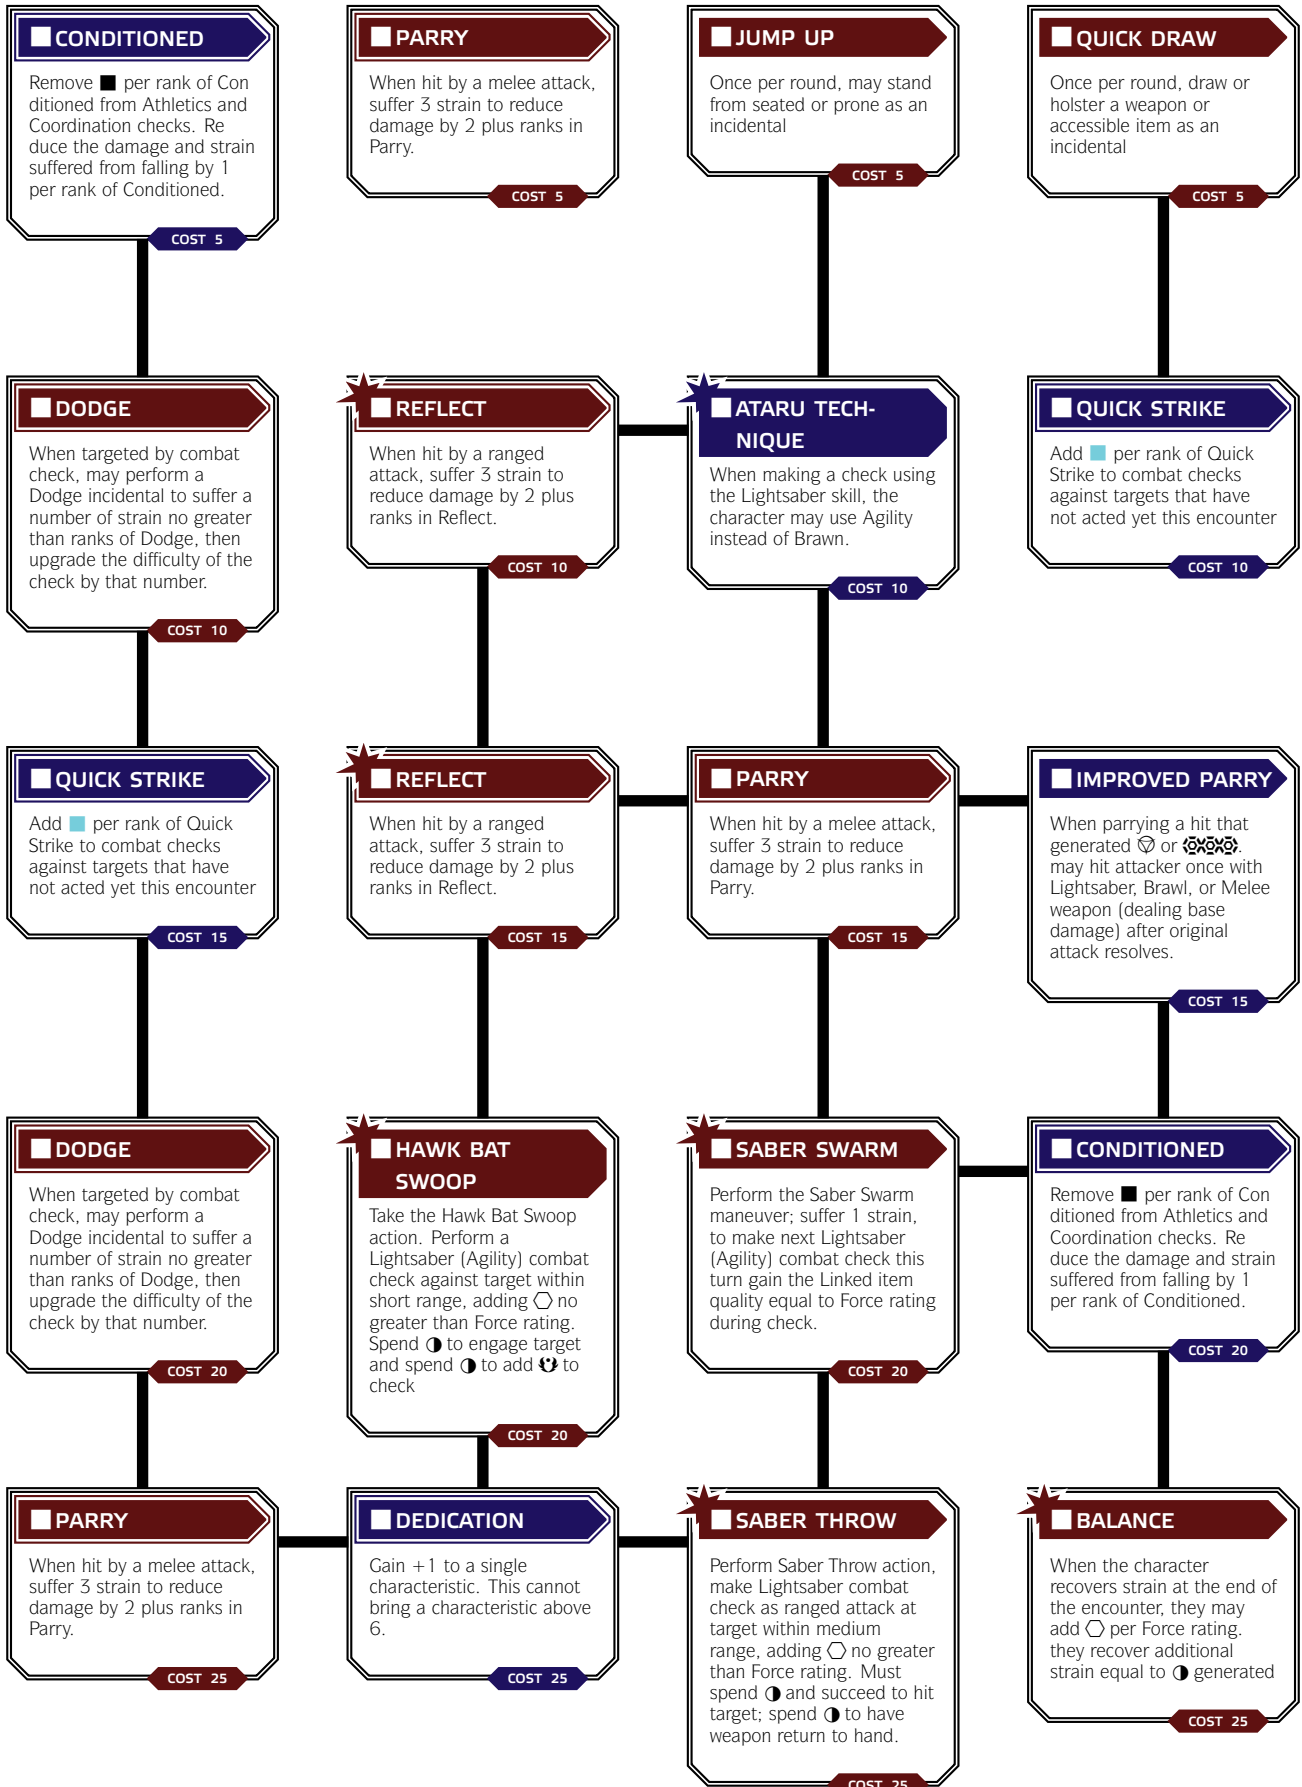 CONDITIONED
Remove per rank of Con
ditioned from Athletics and
Coordination checks. Re
duce the damage and strain
suffered from falling by 1
per rank of Conditioned.
COST 5
PARRY
When hit by a melee attack,
suffer 3 strain to reduce
damage by 2 plus ranks in
Parry.
COST 5
JUMP UP
Once per round, may stand
from seated or prone as an
incidental
COST 5
QUICK DRAW
Once per round, draw or
holster a weapon or
accessible item as an
incidental
COST 5
DODGE
When targeted by combat
check, may perform a
Dodge incidental to suffer a
number of strain no greater
than ranks of Dodge, then
upgrade the difficulty of the
check by that number.
COST 10
REFLECT
When hit by a ranged
attack, suffer 3 strain to
reduce damage by 2 plus
ranks in Reflect.
COST 10
ATARU TECH-
NIQUE
When making a check using
the Lightsaber skill, the
character may use Agility
instead of Brawn.
COST 10
QUICK STRIKE
Add per rank of Quick
Strike to combat checks
against targets that have
not acted yet this encounter
COST 10
QUICK STRIKE
Add per rank of Quick
Strike to combat checks
against targets that have
not acted yet this encounter
COST 15
REFLECT
When hit by a ranged
attack, suffer 3 strain to
reduce damage by 2 plus
ranks in Reflect.
COST 15
PARRY
When hit by a melee attack,
suffer 3 strain to reduce
damage by 2 plus ranks in
Parry.
COST 15
IMPROVED PARRY
When parrying a hit that
generated or .
may hit attacker once with
Lightsaber, Brawl, or Melee
weapon (dealing base
damage) after original
attack resolves.
COST 15
DODGE
When targeted by combat
check, may perform a
Dodge incidental to suffer a
number of strain no greater
than ranks of Dodge, then
upgrade the difficulty of the
check by that number.
COST 20
HAWK BAT
SWOOP
Take the Hawk Bat Swoop
action. Perform a
Lightsaber (Agility) combat
check against target within
short range, adding no
greater than Force rating.
Spend to engage target
and spend to add to
check
COST 20
SABER SWARM
Perform the Saber Swarm
maneuver; suffer 1 strain,
to make next Lightsaber
(Agility) combat check this
turn gain the Linked item
quality equal to Force rating
during check.
COST 20
CONDITIONED
Remove per rank of Con
ditioned from Athletics and
Coordination checks. Re
duce the damage and strain
suffered from falling by 1
per rank of Conditioned.
COST 20
PARRY
When hit by a melee attack,
suffer 3 strain to reduce
damage by 2 plus ranks in
Parry.
COST 25
DEDICATION
Gain +1 to a single
characteristic. This cannot
bring a characteristic above
6.
COST 25
SABER THROW
Perform Saber Throw action,
make Lightsaber combat
check as ranged attack at
target within medium
range, adding no greater
than Force rating. Must
spend and succeed to hit
target; spend to have
weapon return to hand.
COST 25
BALANCE
When the character
recovers strain at the end of
the encounter, they may
add per Force rating.
they recover additional
strain equal to generated
COST 25